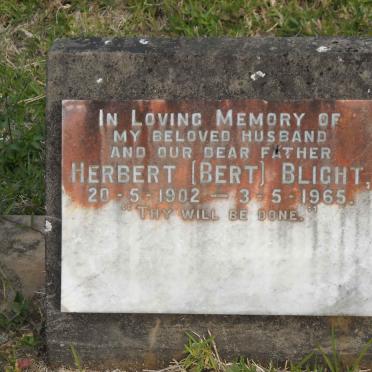 In Loving Memory of
my beloved husband
and our dear father
Herbert (Bert) Blight,
20-5-1902 — 3-5-1965.
"Thy will be done."